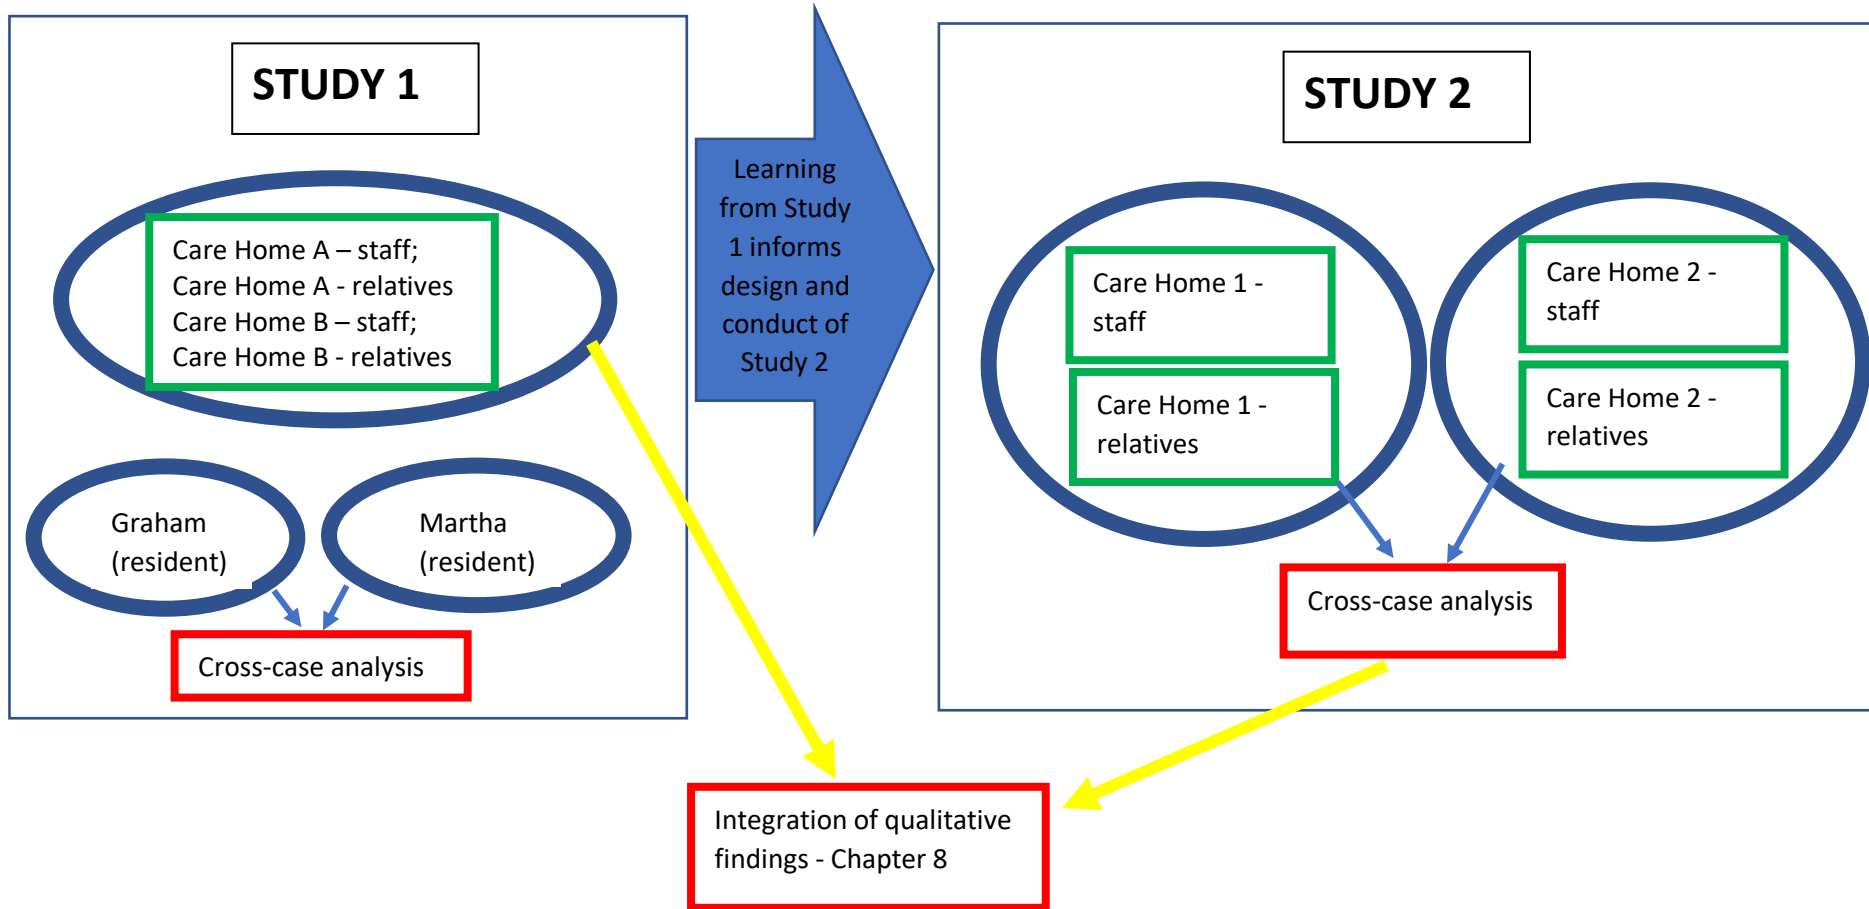 STUDY 1
Care Home A – staff;
Care Home A - relatives
Care Home B – staff;
Care Home B - relatives
Graham
(resident)
Martha
(resident)
Cross-case analysis
Learning
from Study
1 informs
design and
conduct of
Study 2
STUDY 2
Care Home 1 -
staff
Care Home 1 -
relatives
Care Home 2 -
staff
Care Home 2 -
relatives
Cross-case analysis
Integration of qualitative
findings - Chapter 8